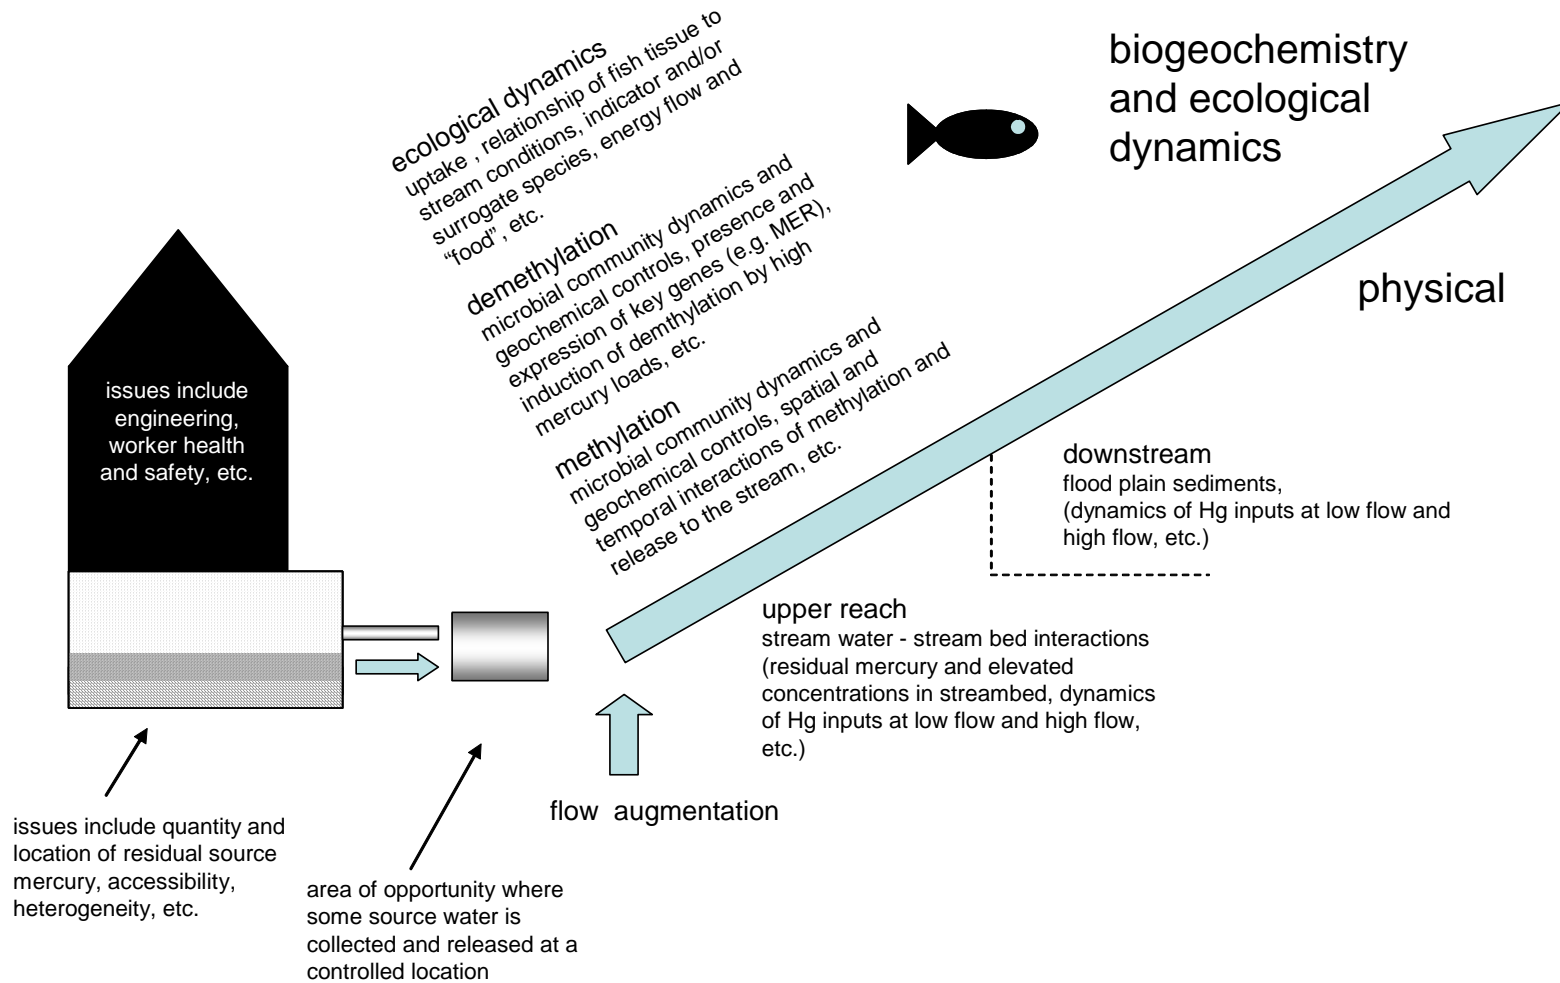 ecological dynamics
uptake , relationship of fish tissue to
stream conditions, indicator and/or
surrogate species, energy flow and
“food”, etc.
demethylation
microbial community dynamics and
geochemical controls, presence and
expression of key genes (e.g. MER),
induction of demthylation by high
mercury loads, etc.
methylation
microbial community dynamics and
geochemical controls, spatial and
temporal interactions of methylation and
release to the stream, etc.
biogeochemistry
and ecological
dynamics
physical
issues include
engineering,
worker health
and safety, etc.
downstream
flood plain sediments,
(dynamics of Hg inputs at low flow and
high flow, etc.)
upper reach
stream water - stream bed interactions
(residual mercury and elevated
concentrations in streambed, dynamics
of Hg inputs at low flow and high flow,
etc.)
flow augmentation
issues include quantity and
location of residual source
mercury, accessibility,
heterogeneity, etc.
area of opportunity where
some source water is
collected and released at a
controlled location